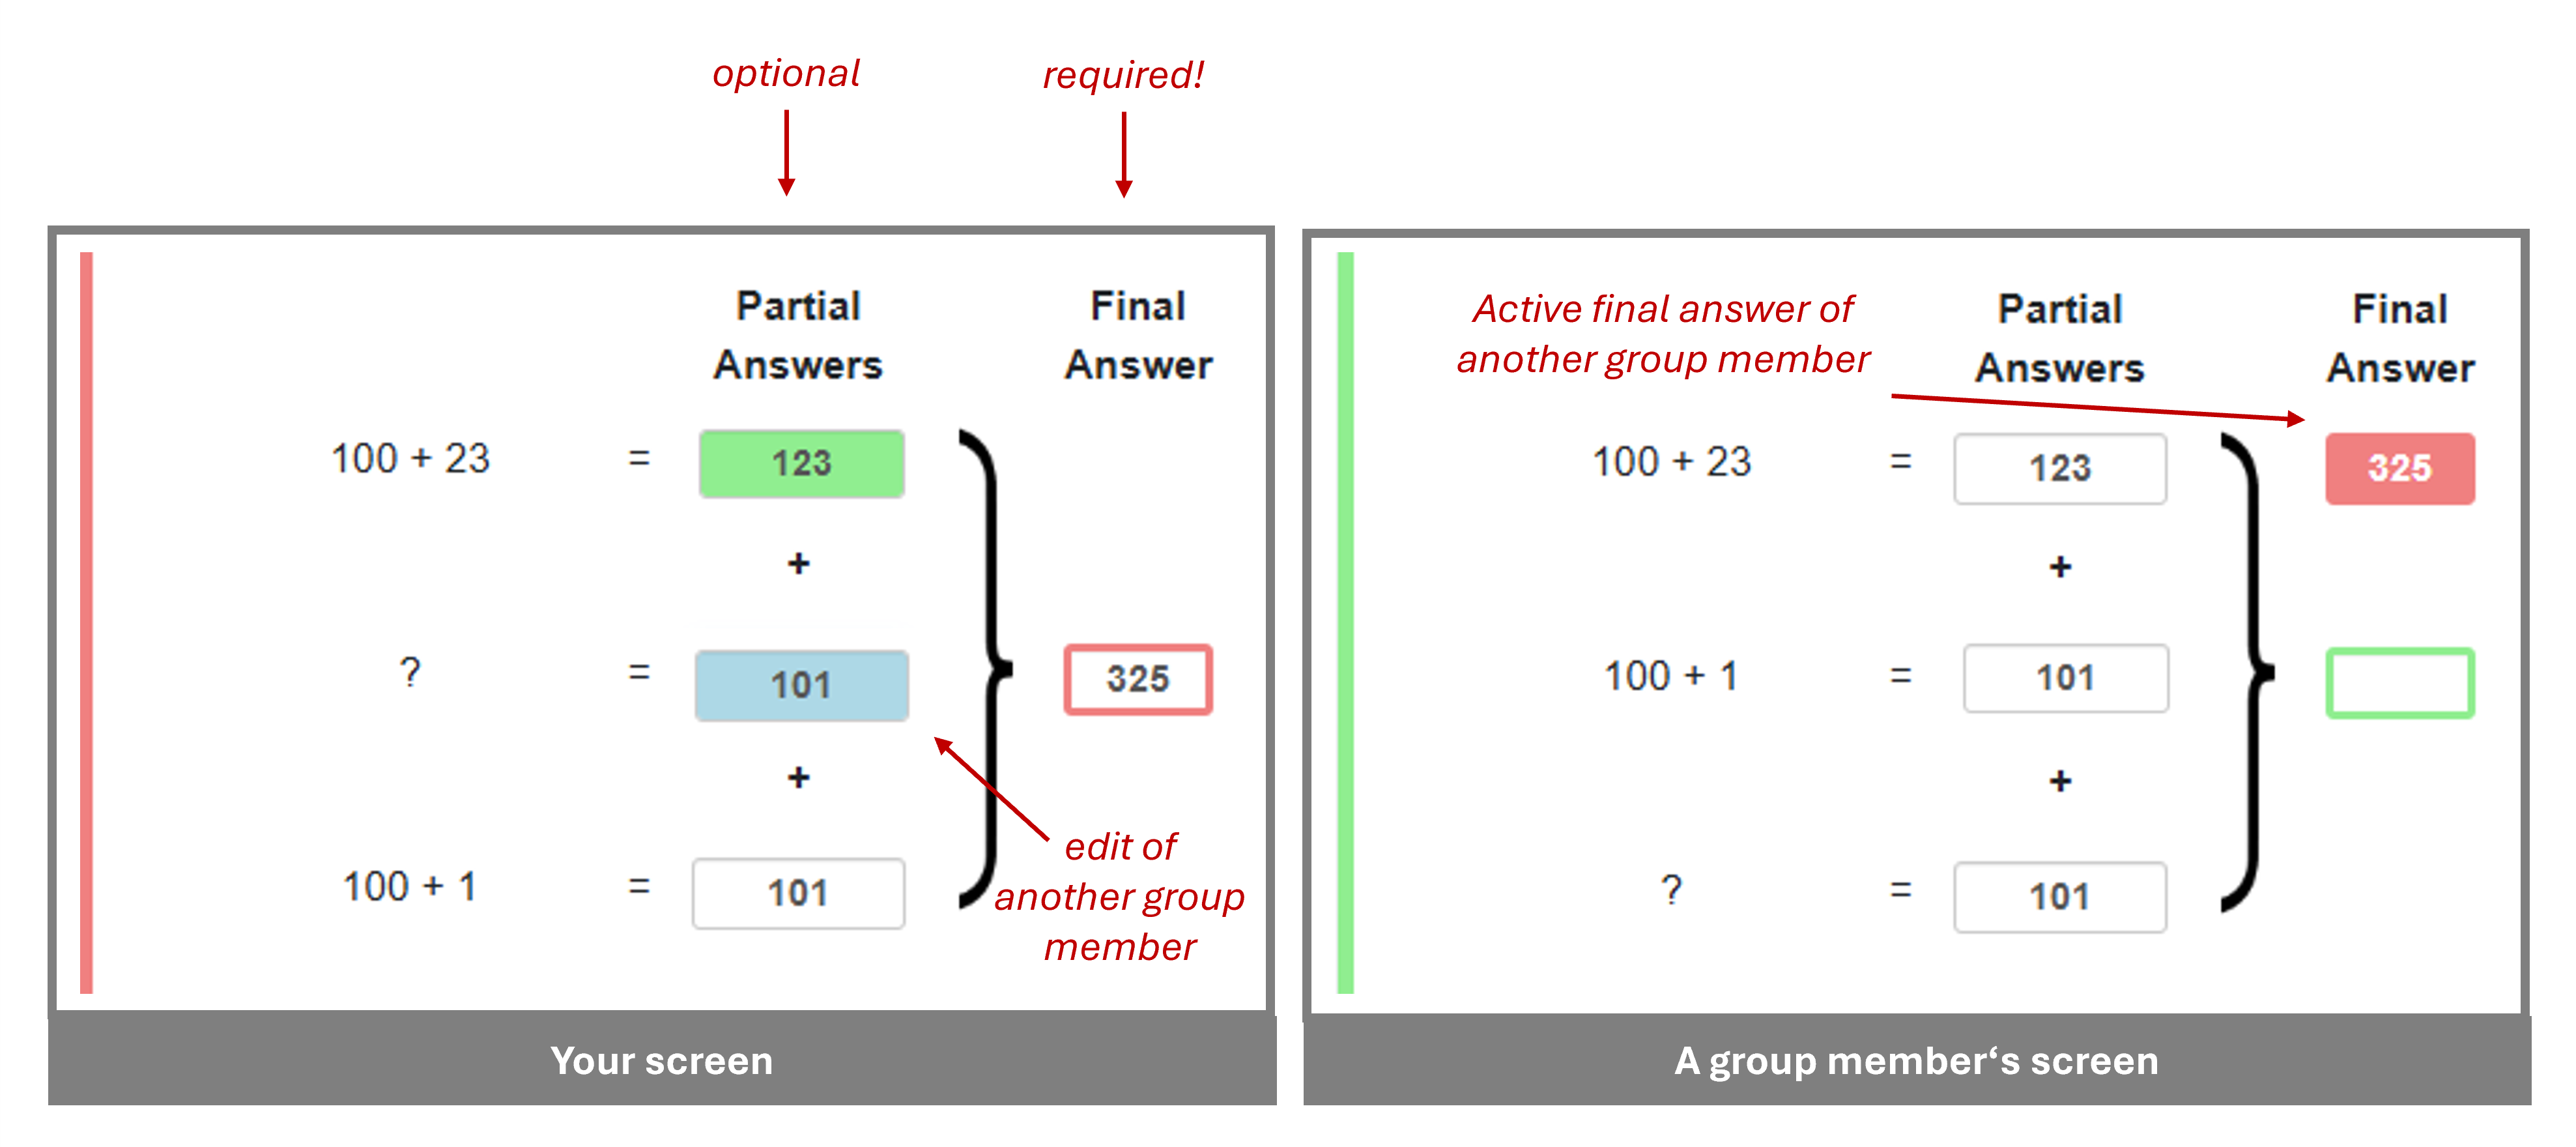 optional
required!
Partial
Answers
Final
Answer
100 + 23 = 123
+
? = 101
325
+
100 + 1 = 101
edit of
another group
member
Your screen
Active final answer of
another group member
Partial
Answers
Final
Answer
100 + 23 = 123
325
+
100 + 1 = 101
+
? = 101
A group member‘s screen